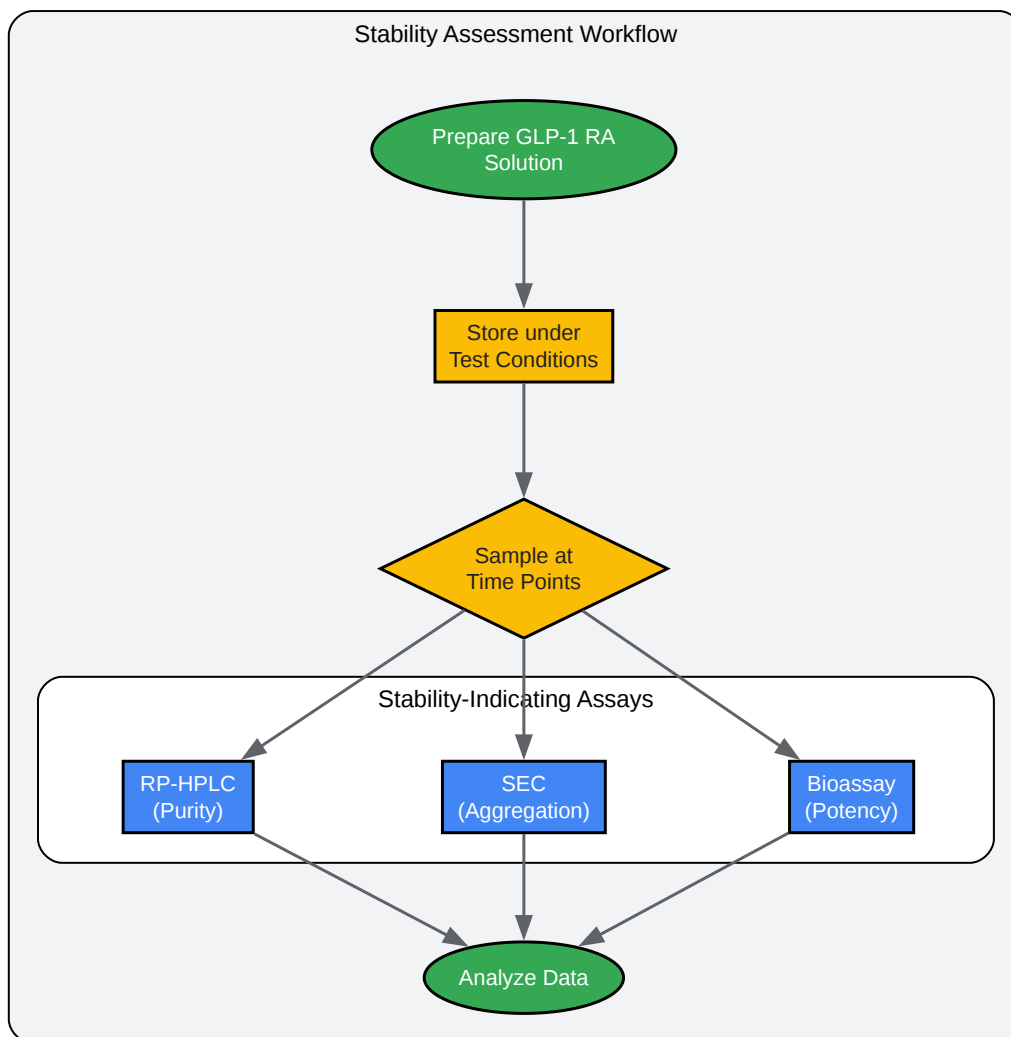 Stability Assessment Workflow
Prepare GLP-1 RA
Solution
Store under
Test Conditions
Sample at
Time Points
Stability-Indicating Assays
RP-HPLC
(Purity)
SEC
(Aggregation)
Bioassay
(Potency)
Analyze Data